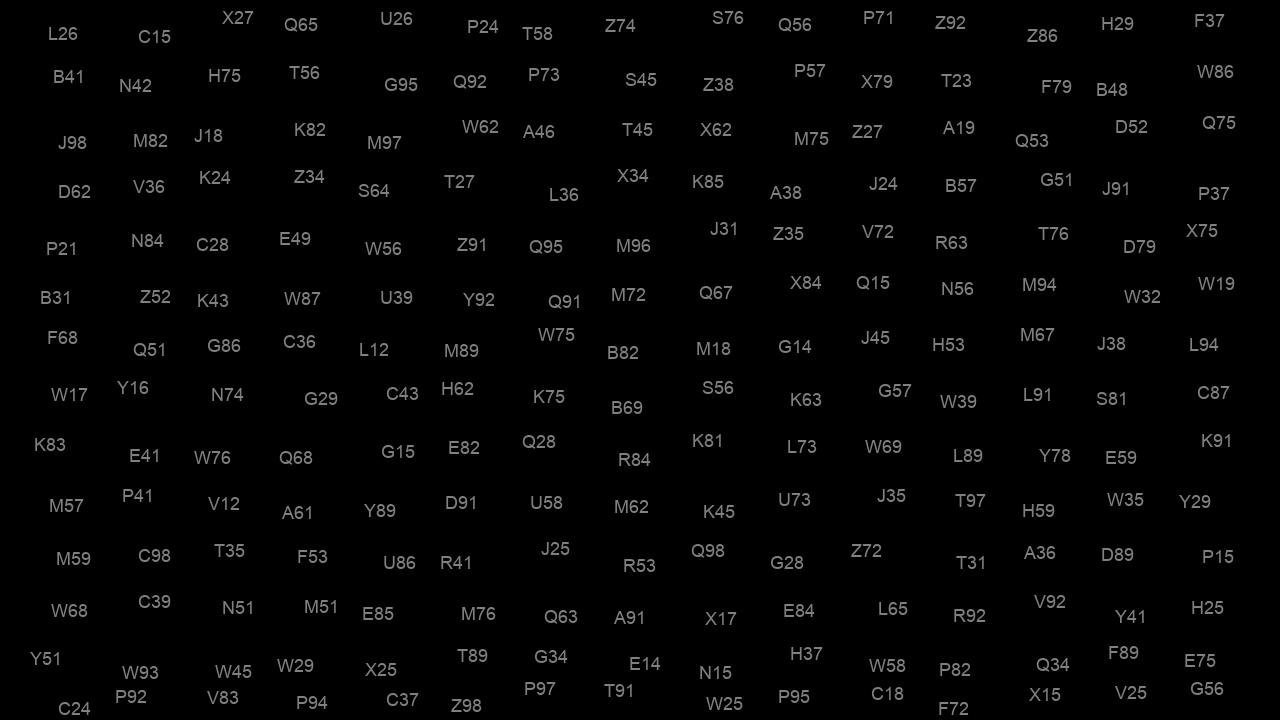 L26 C15 X27 Q65 U26 P24 T58 Z74 S76 Q56 P71 Z92 Z86 H29 F37
B41 N42 H75 T56 G95 Q92 P73 S45 Z38 P57 X79 T23 F79 B48 W86
J98 M82 J18 K82 M97 W62 A46 T45 X62 M75 Z27 A19 Q53 D52 Q75
D62 V36 K24 Z34 S64 T27 L36 X34 K85 A38 J24 B57 G51 J91 P37
P21 N84 C28 E49 W56 Z91 Q95 M96 J31 Z35 V72 R63 T76 D79 X75
B31 Z52 K43 W87 U39 Y92 Q91 M72 Q67 X84 Q15 N56 M94 W32 W19
F68 Q51 G86 C36 L12 M89 W75 B82 M18 G14 J45 H53 M67 J38 L94
W17 Y16 N74 G29 C43 H62 K75 B69 S56 K63 G57 W39 L91 S81 C87
K83 E41 W76 Q68 G15 E82 Q28 R84 K81 L73 W69 L89 Y78 E59 K91
M57 P41 V12 A61 Y89 D91 U58 M62 K45 U73 J35 T97 H59 W35 Y29
M59 C98 T35 F53 U86 R41 J25 R53 Q98 G28 Z72 T31 A36 D89 P15
W68 C39 N51 M51 E85 M76 Q63 A91 X17 E84 L65 R92 V92 Y41 H25
Y51 W93 W45 W29 X25 T89 G34 E14 N15 H37 W58 P82 Q34 F89 E75
C24 P92 V83 P94 C37 Z98 P97 T91 W25 P95 C18 F72 X15 V25 G56